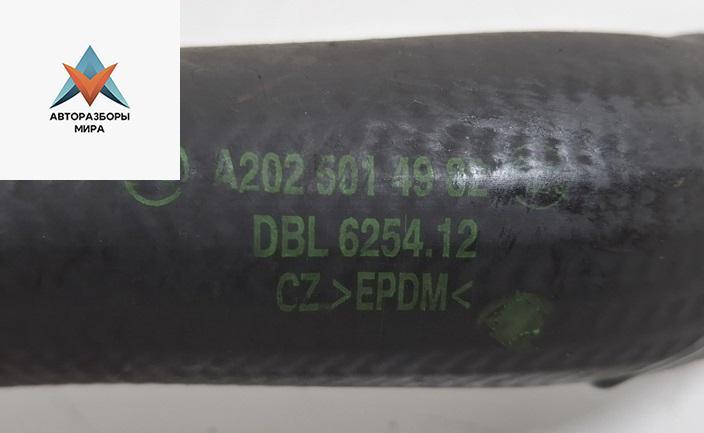 АВТОРАЗБОРЫ
МИРА
A202 501 49 82
DBL 6254.12
CZ >EPDM<